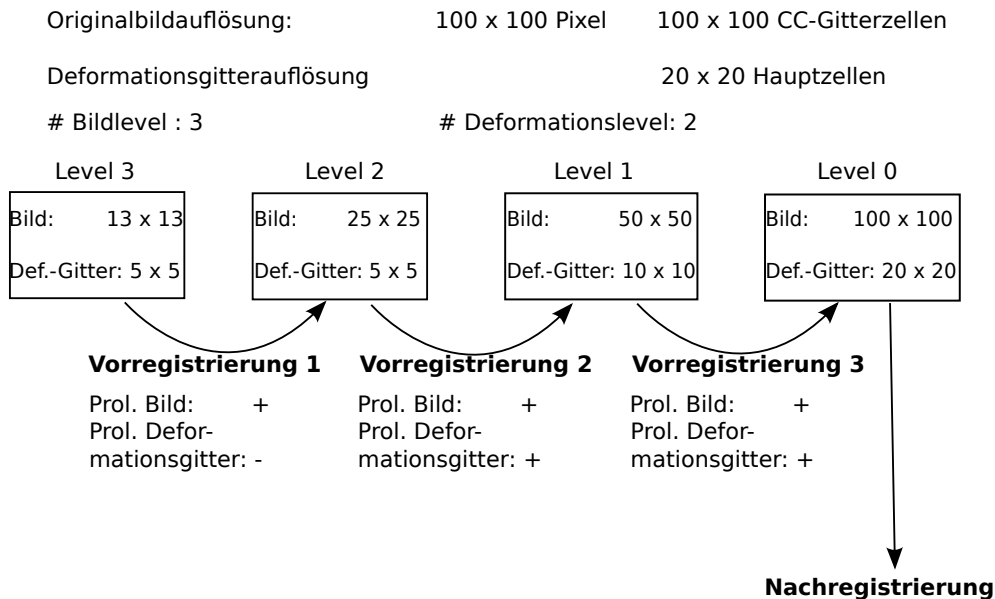 Originalbildauflösung: 100 x 100 Pixel 100 x 100 CC-Gitterzellen
Deformationsgitterauflösung 20 x 20 Hauptzellen
# Bildlevel : 3 # Deformationslevel: 2
Level 3 Level 2 Level 1 Level 0
Bild: 13 x 13 Bild: 25 x 25 Bild: 50 x 50 Bild: 100 x 100
Def.-Gitter: 5 x 5 Def.-Gitter: 5 x 5 Def.-Gitter: 10 x 10 Def.-Gitter: 20 x 20
Vorregistrierung 1 Vorregistrierung 2 Vorregistrierung 3
Prol. Bild: + Prol. Bild: + Prol. Bild: +
Prol. Defor- Prol. Defor- Prol. Defor-
mationsgitter: - mationsgitter: + mationsgitter: +
Nachregistrierung